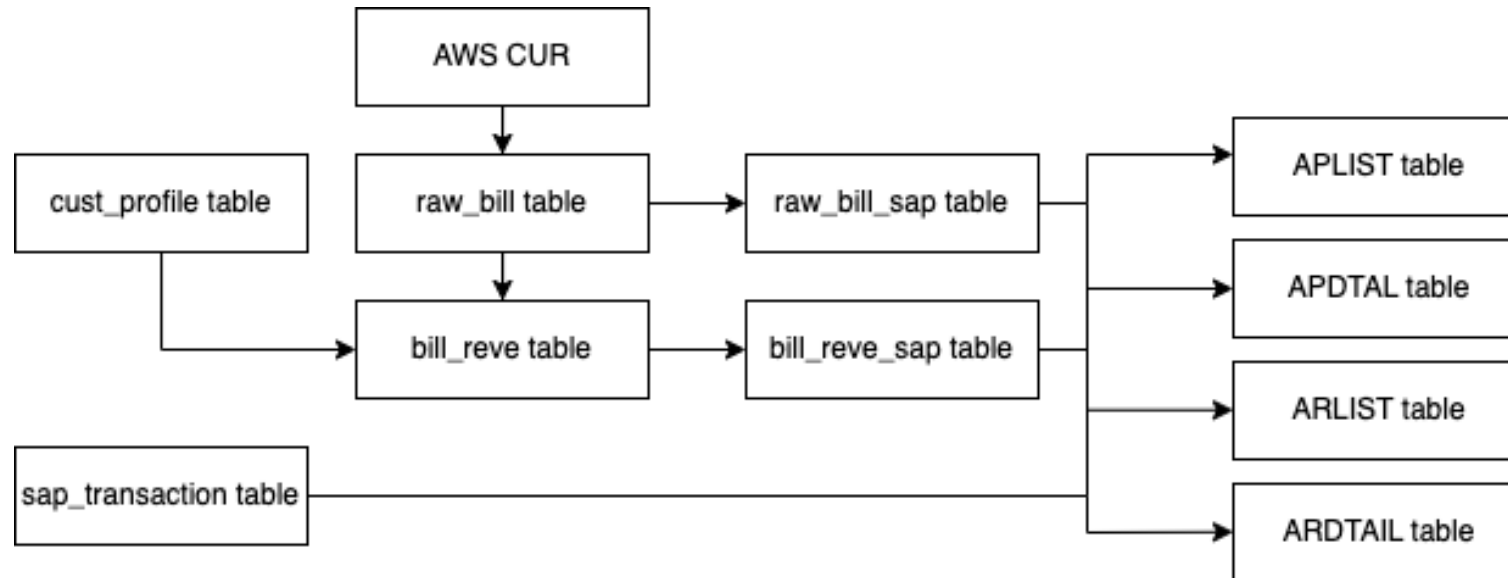 AWS CUR
cust_profile table
raw_bill table
raw_bill_sap table
APLIST table
APDTAL table
bill_reve table
bill_reve_sap table
ARLIST table
sap_transaction table
ARDTAIL table